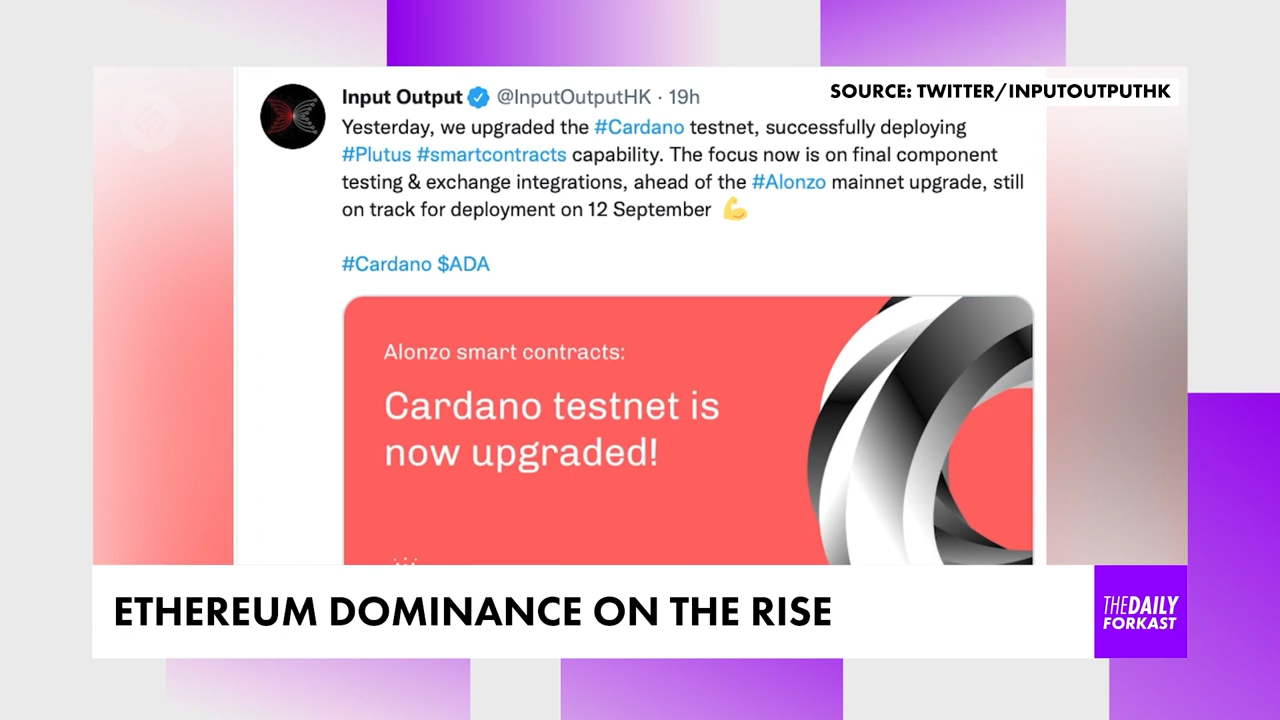 Input Output @InputOutputHK · 19h
SOURCE: TWITTER/INPUTOUTPUTHK
Yesterday, we upgraded the #Cardano testnet, successfully deploying
#Plutus #smartcontracts capability. The focus now is on final component
testing & exchange integrations, ahead of the #Alonzo mainnet upgrade, still
on track for deployment on 12 September 💪
#Cardano $ADA
Alonzo smart contracts:
Cardano testnet is
now upgraded!
ETHEREUM DOMINANCE ON THE RISE
THE DAILY
FORKAST